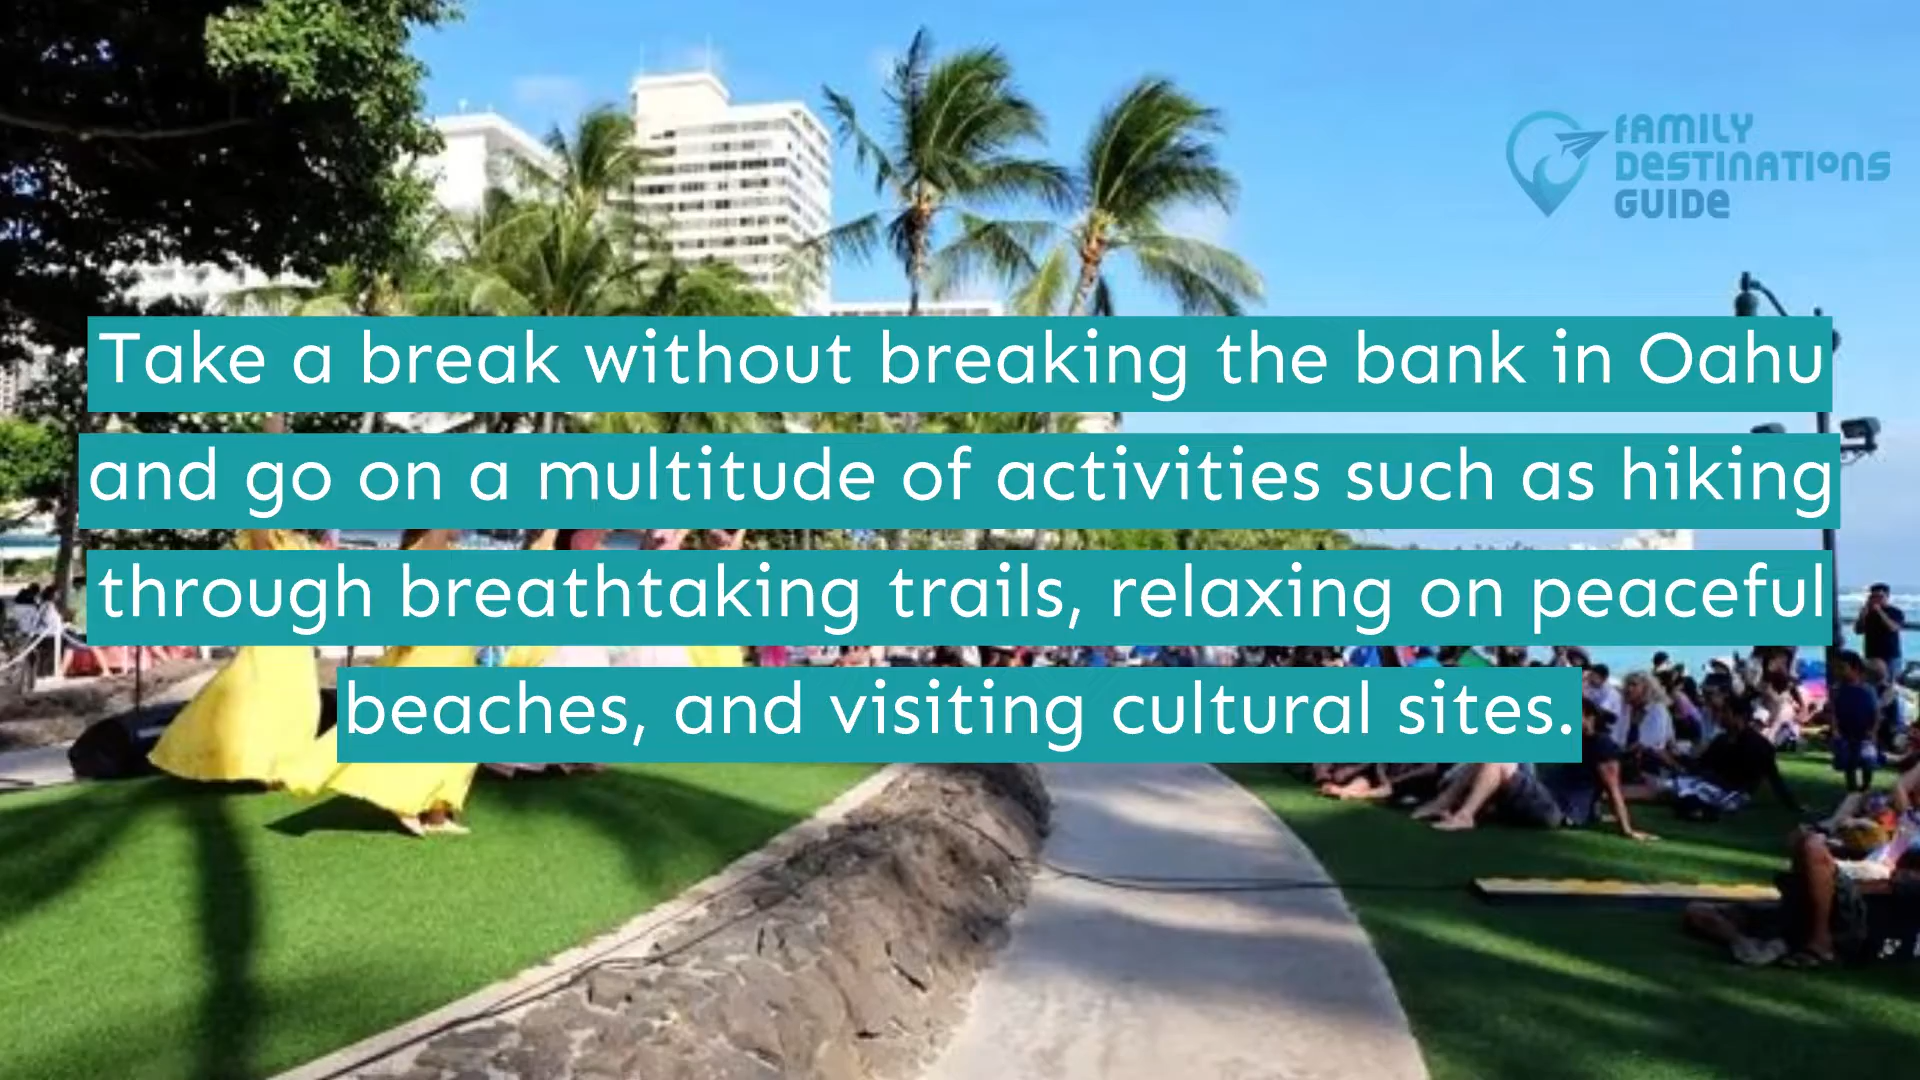 FAMILY
DESTINATIONS
GUIDE
Take a break without breaking the bank in Oahu
and go on a multitude of activities such as hiking
through breathtaking trails, relaxing on peaceful
beaches, and visiting cultural sites.